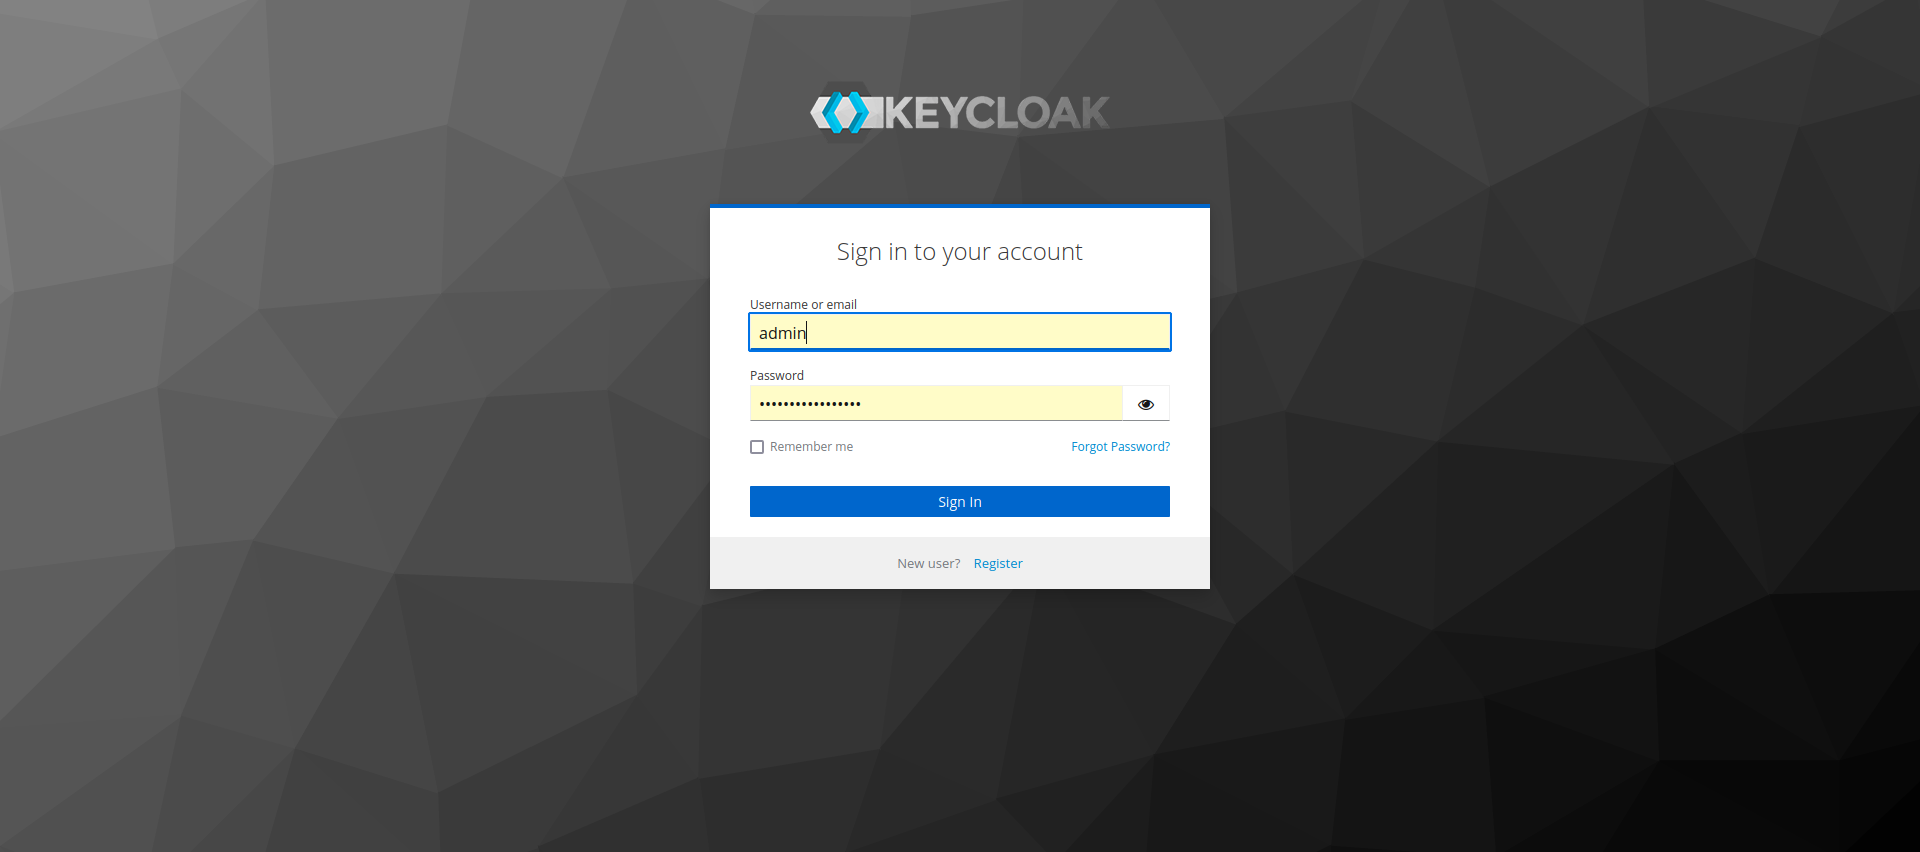 KEYCLOAK
Sign in to your account
Username or email
admin
Password
•••••••••••••••••
Remember me
Forgot Password?
Sign In
New user? Register